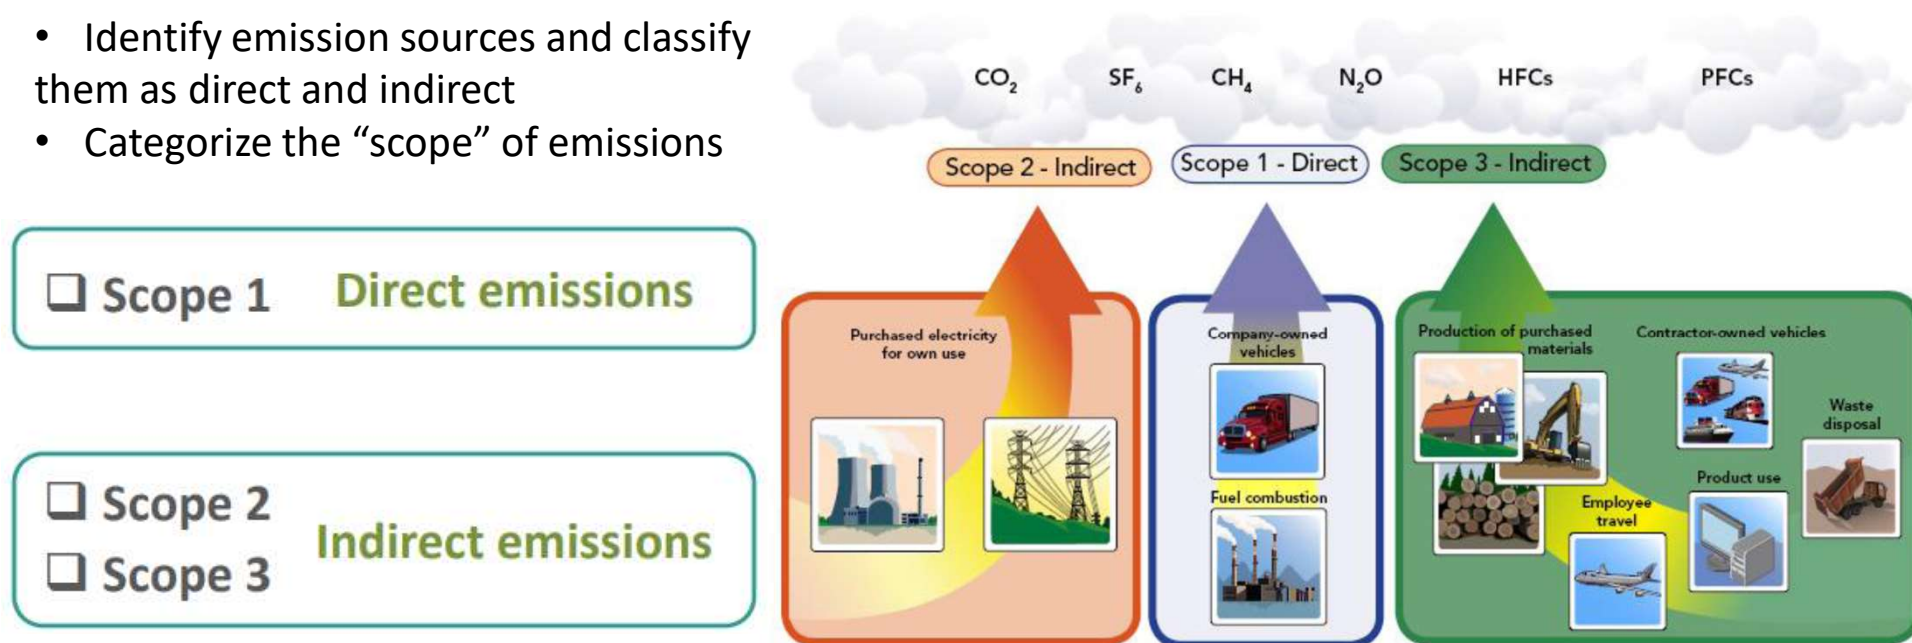 • Identify emission sources and classify
them as direct and indirect
• Categorize the “scope” of emissions
❑ Scope 1 Direct emissions
❑ Scope 2
❑ Scope 3
Indirect emissions
CO₂ SF₆ CH₄ N₂O HFCs PFCs
Scope 2 - Indirect
Scope 1 - Direct
Scope 3 - Indirect
Purchased electricity
for own use
Company-owned
vehicles
Fuel combustion
Production of purchased
materials
Contractor-owned vehicles
Waste
disposal
Product use
Employee
travel